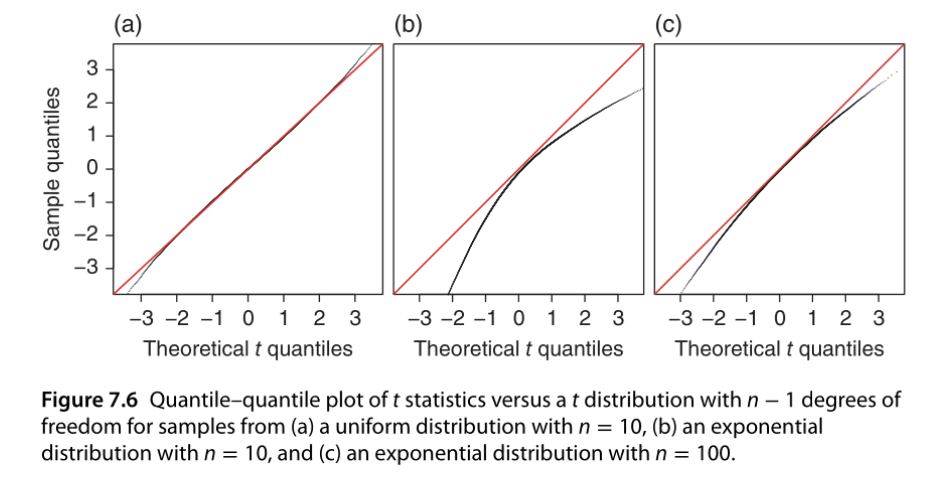 (a) (b) (c)
Sample quantiles
3
2
1
0
−1
−2
−3
−3 −2 −1 0 1 2 3 −3 −2 −1 0 1 2 3 −3 −2 −1 0 1 2 3
Theoretical t quantiles Theoretical t quantiles Theoretical t quantiles
Figure 7.6 Quantile–quantile plot of t statistics versus a t distribution with n − 1 degrees of
freedom for samples from (a) a uniform distribution with n = 10, (b) an exponential
distribution with n = 10, and (c) an exponential distribution with n = 100.